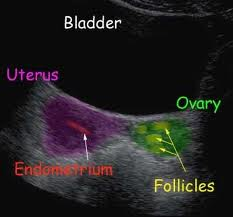 Bladder
Uterus
Ovary
Endometrium
Follicles